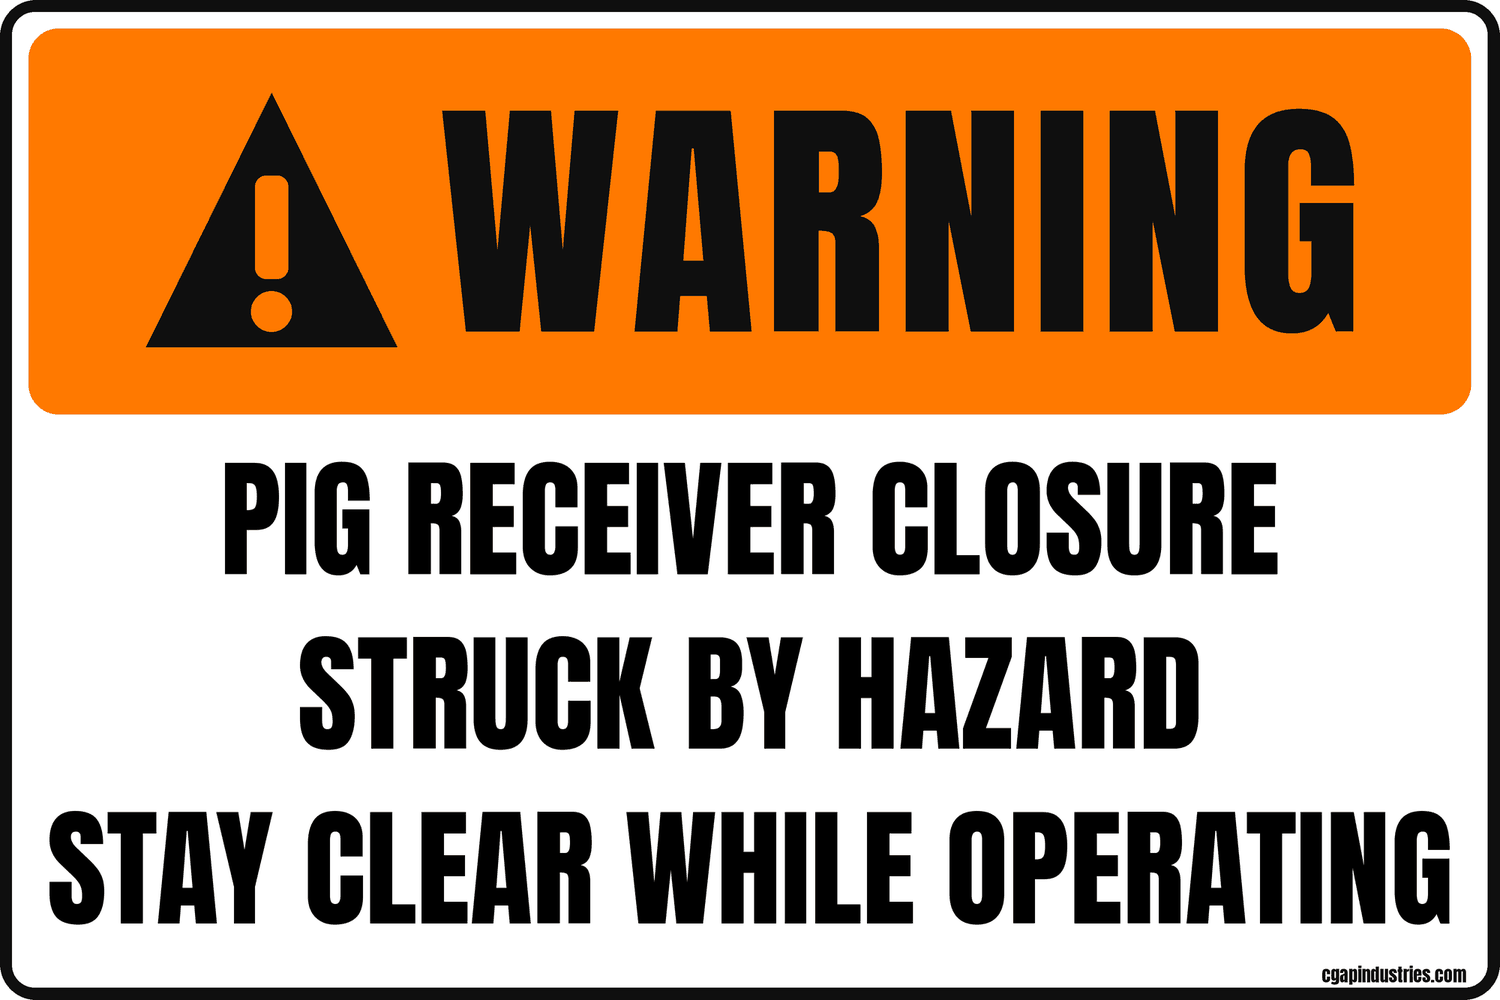 WARNING
PIG RECEIVER CLOSURE
STRUCK BY HAZARD
STAY CLEAR WHILE OPERATING
cgapindustries.com